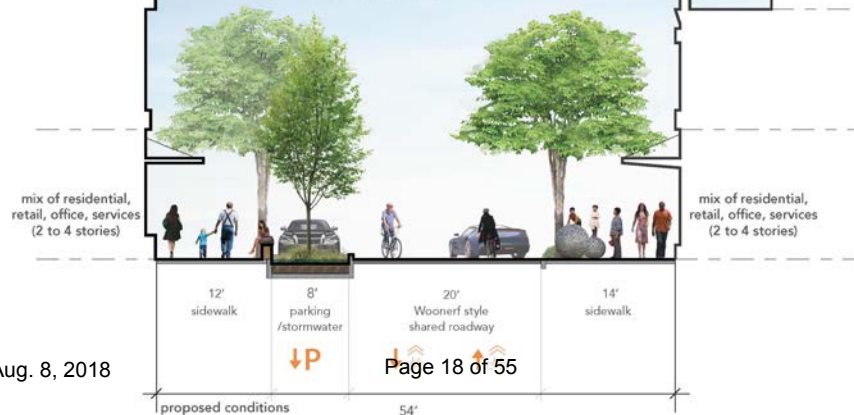 mix of residential,
retail, office, services
(2 to 4 stories)
mix of residential,
retail, office, services
(2 to 4 stories)
12'
sidewalk
8'
parking
/stormwater
20'
Woonerf style
shared roadway
14'
sidewalk
P
Aug. 8, 2018
Page 18 of 55
proposed conditions
54'